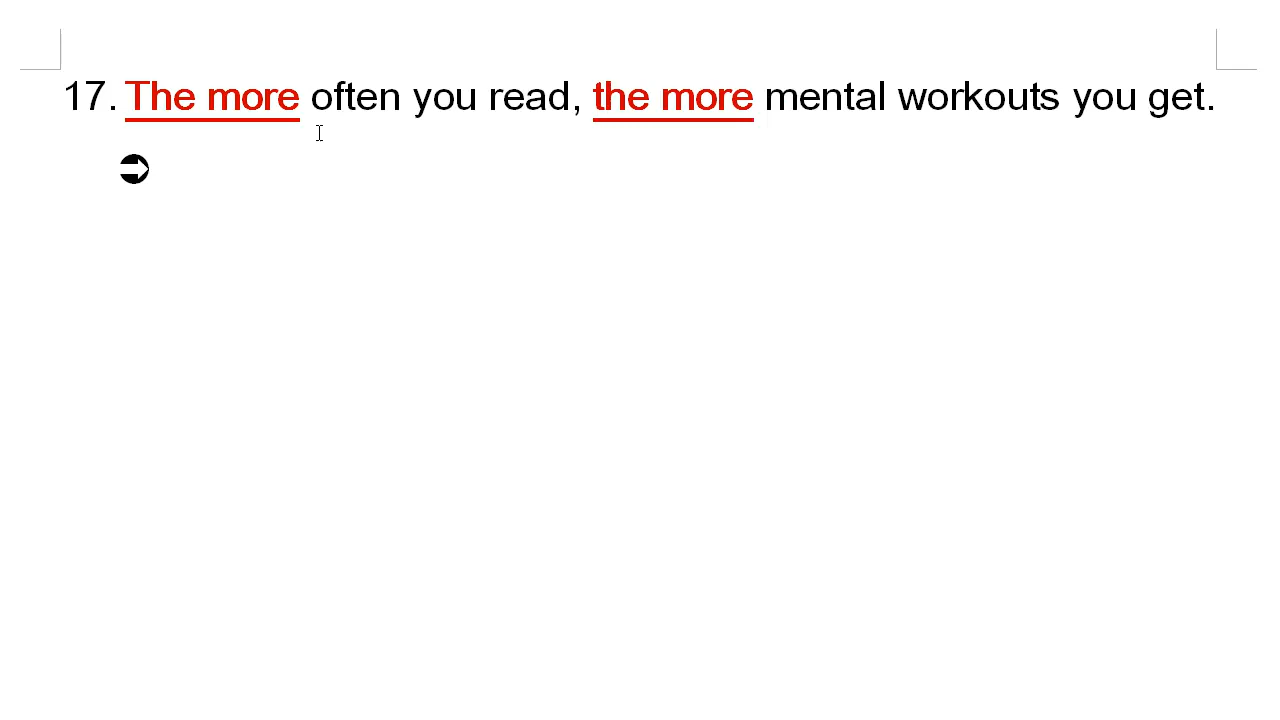 17. The more often you read, the more mental workouts you get.
➲